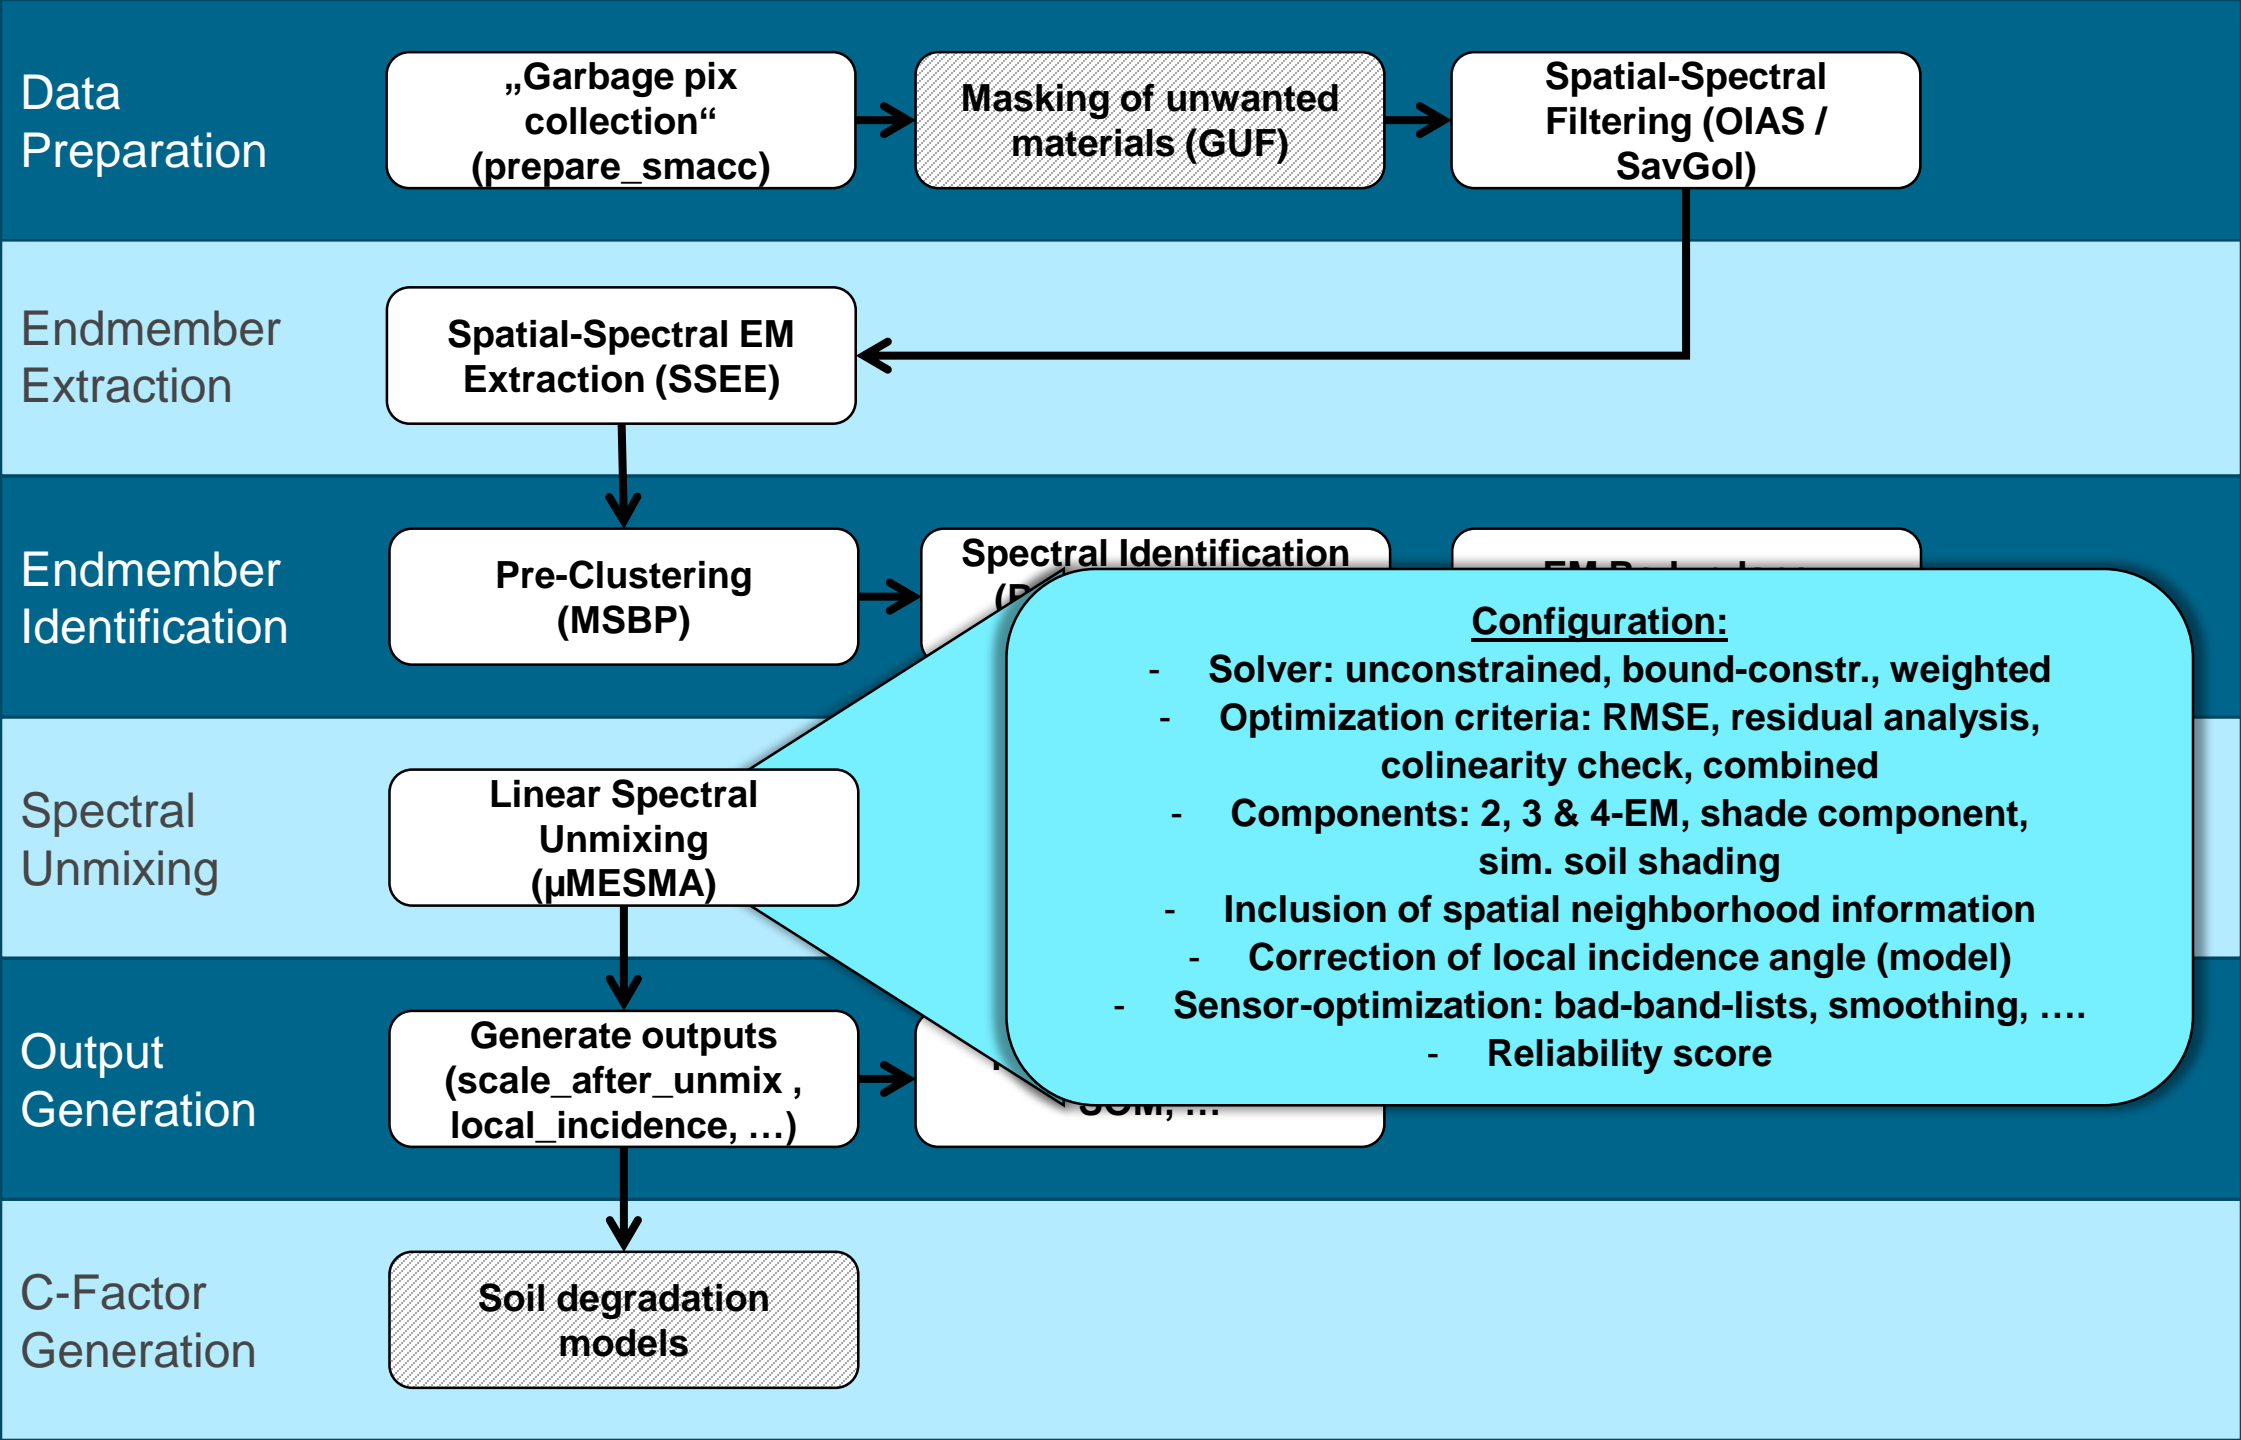 Data
Preparation
„Garbage pix
collection“
(prepare_smacc)
Masking of unwanted
materials (GUF)
Spatial-Spectral
Filtering (OIAS /
SavGol)
Endmember
Extraction
Spatial-Spectral EM
Extraction (SSEE)
Endmember
Identification
Pre-Clustering
(MSBP)
Spectral Identification
EM
Configuration:
- Solver: unconstrained, bound-constr., weighted
- Optimization criteria: RMSE, residual analysis,
colinearity check, combined
- Components: 2, 3 & 4-EM, shade component,
sim. soil shading
- Inclusion of spatial neighborhood information
- Correction of local incidence angle (model)
- Sensor-optimization: bad-band-lists, smoothing, ....
- Reliability score
Spectral
Unmixing
Linear Spectral
Unmixing
(µMESMA)
Output
Generation
Generate outputs
(scale_after_unmix ,
local_incidence, …)
SOM, …
C-Factor
Generation
Soil degradation
models